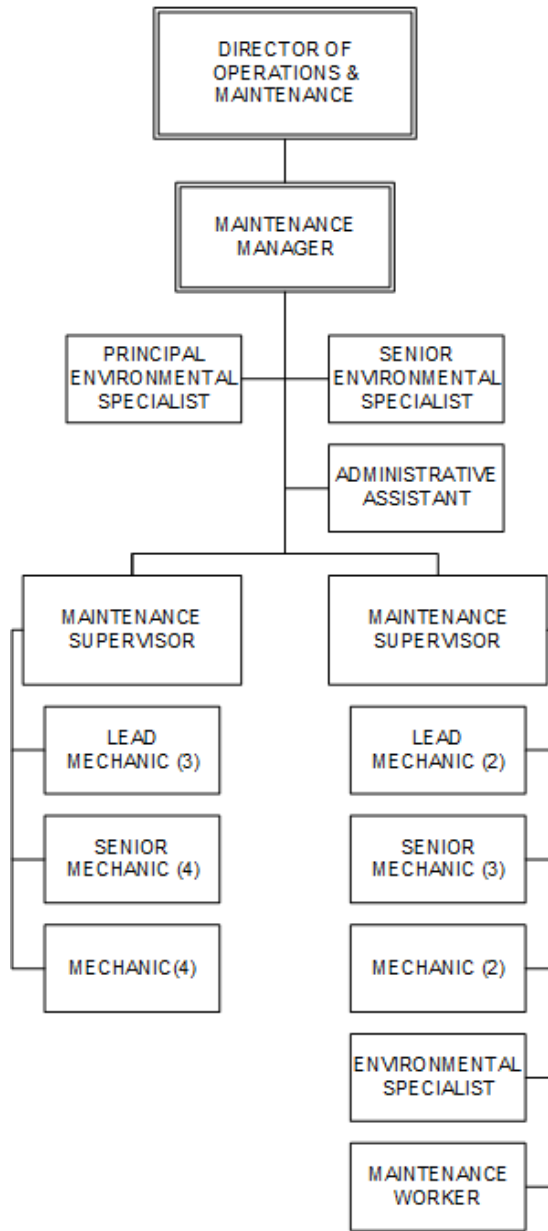 DIRECTOR OF
OPERATIONS &
MAINTENANCE
MAINTENANCE
MANAGER
PRINCIPAL
ENVIRONMENTAL
SPECIALIST
SENIOR
ENVIRONMENTAL
SPECIALIST
ADMINISTRATIVE
ASSISTANT
MAINTENANCE
SUPERVISOR
LEAD
MECHANIC (3)
SENIOR
MECHANIC (4)
MECHANIC(4)
MAINTENANCE
SUPERVISOR
LEAD
MECHANIC (2)
SENIOR
MECHANIC (3)
MECHANIC (2)
ENVIRONMENTAL
SPECIALIST
MAINTENANCE
WORKER